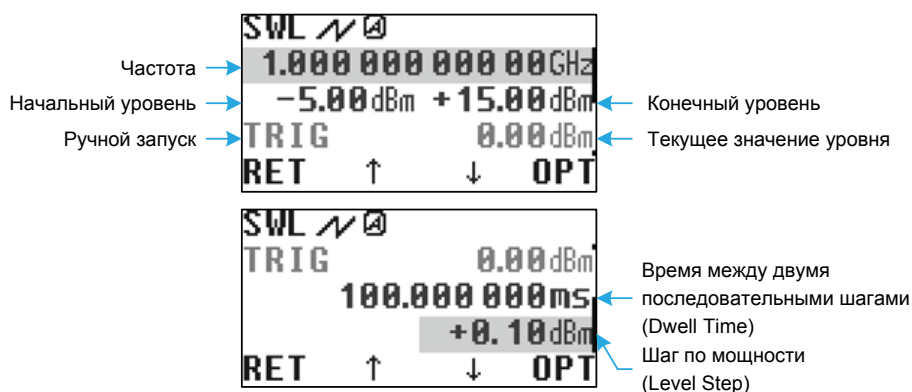 SWL A
Частота
1.000 000 000 00GHz
Начальный уровень
-5.00dBm +15.00dBm
Конечный уровень
Ручной запуск
TRIG 0.00dBm
Текущее значение уровня
RET ↑ ↓ OPT
SWL A
TRIG 0.00dBm
100.000 000ms
Время между двумя
последовательными шагами
(Dwell Time)
+0.10dBm
Шаг по мощности
(Level Step)
RET ↑ ↓ OPT